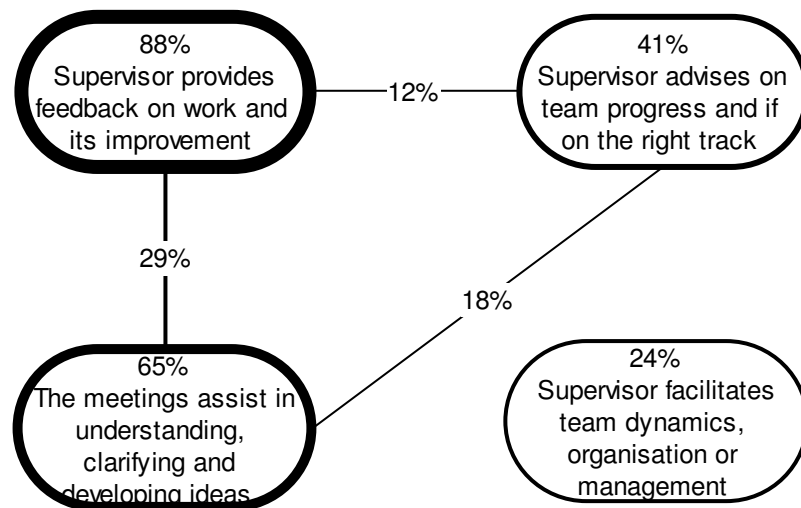 88%
Supervisor provides
feedback on work and
its improvement
12%
41%
Supervisor advises on
team progress and if
on the right track
29%
18%
65%
The meetings assist in
understanding,
clarifying and
developing ideas
24%
Supervisor facilitates
team dynamics,
organisation or
management